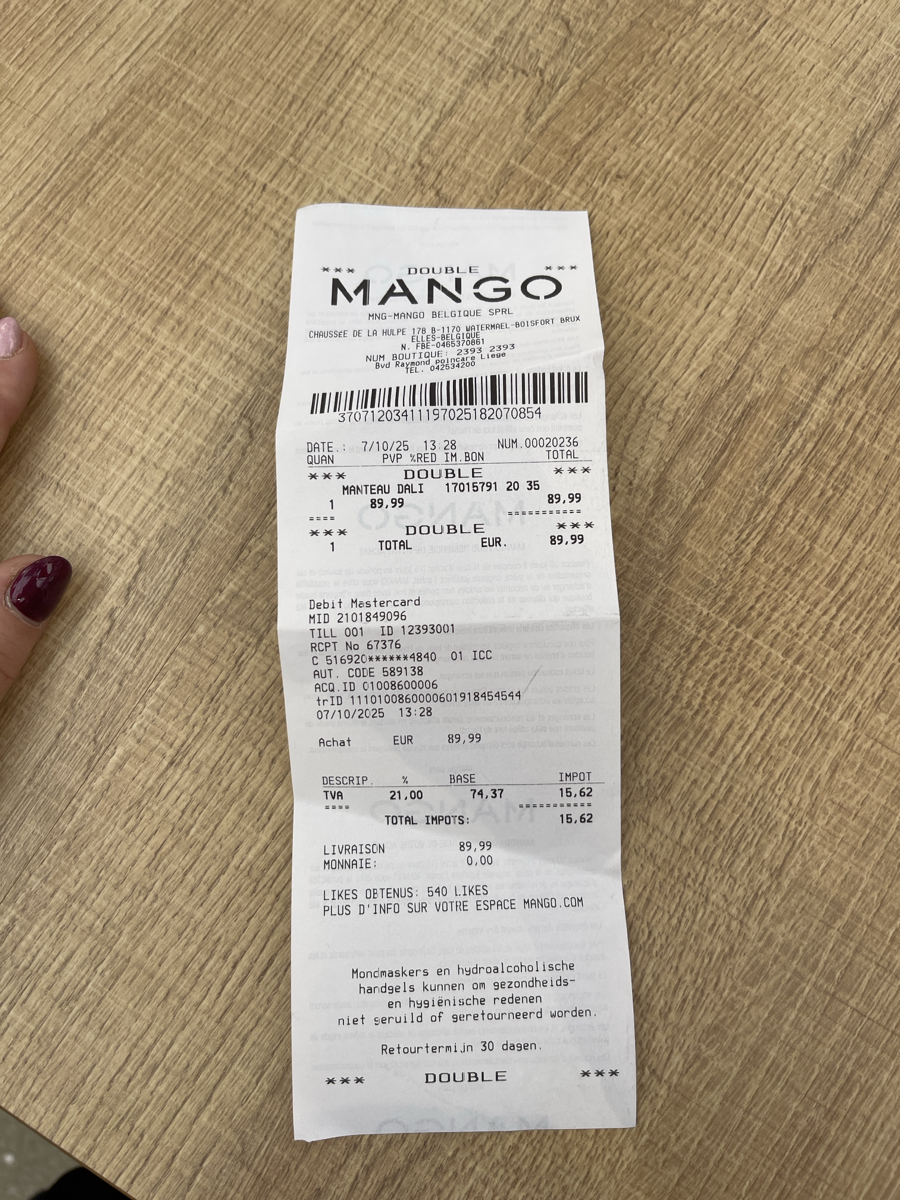 *** DOUBLE ***
MANGO
MNG-MANGO BELGIQUE SPRL
CHAUSSéE DE LA HULPE 178 B-1170 WATERMAEL-BOISFORT BRUX
ELLES-BELGIQUE
N. FBE-0465370861
NUM BOUTIQUE: 2393 2393
Bvd Raymond poincare Liege
TEL. 042534200
37071203411197025182070854
DATE.: 7/10/25 13:28 NUM.00020236
QUAN PVP %RED IM.BON TOTAL
*** DOUBLE ***
MANTEAU DALI 17015791 20 35
1 89,99 89,99
==== ===========
*** DOUBLE ***
1 TOTAL EUR. 89,99
Debit Mastercard
MID 2101849096
TILL 001 ID 12393001
RCPT No 67376
C 516920******4840 01 ICC
AUT. CODE 589138
ACQ.ID 01008600006
trID 1110100860000601918454544
07/10/2025 13:28
Achat EUR 89,99
DESCRIP. % BASE IMPOT
TVA 21,00 74,37 15,62
==== ===========
TOTAL IMPOTS: 15,62
LIVRAISON 89,99
MONNAIE: 0,00
LIKES OBTENUS: 540 LIKES
PLUS D'INFO SUR VOTRE ESPACE MANGO.COM
Mondmaskers en hydroalcoholische
handgels kunnen om gezondheids-
en hygiënische redenen
niet geruild of geretourneerd worden.
Retourtermijn 30 dagen.
*** DOUBLE ***